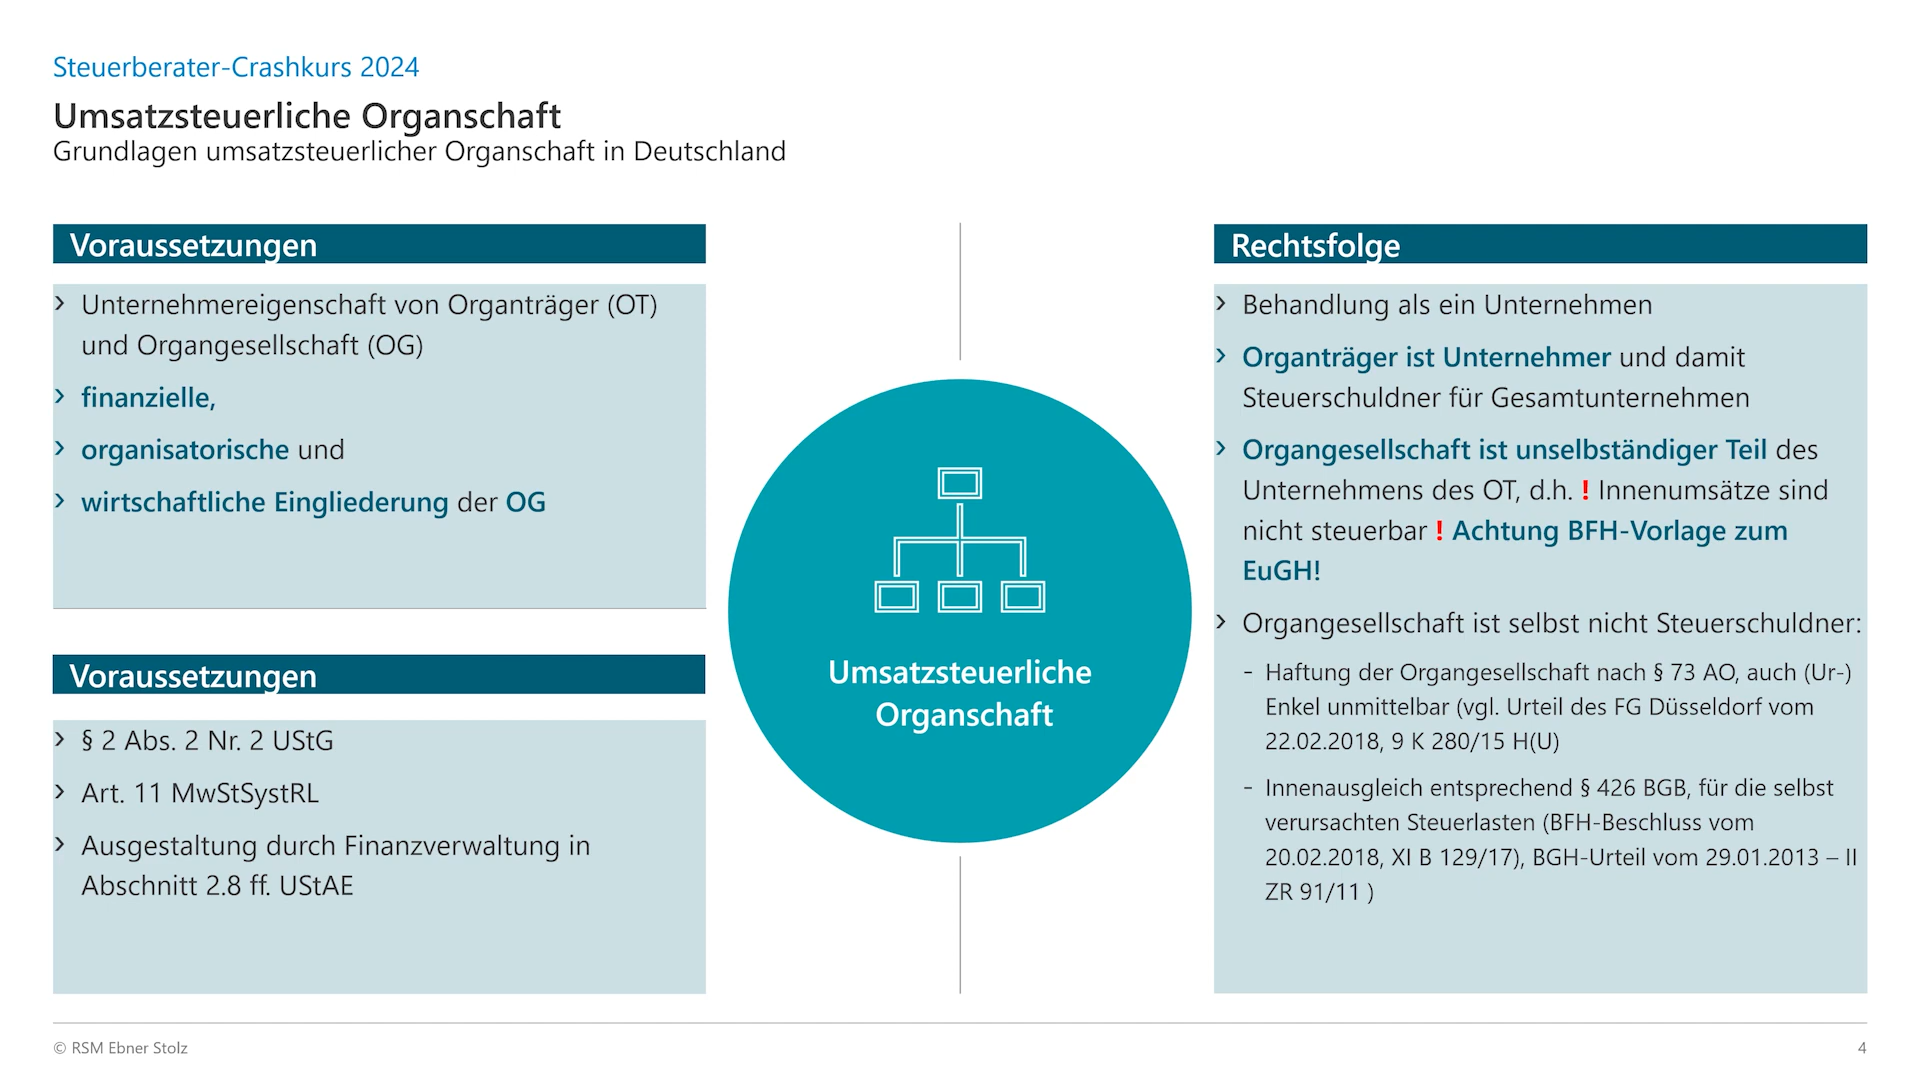 Steuerberater-Crashkurs 2024
Umsatzsteuerliche Organschaft
Grundlagen umsatzsteuerlicher Organschaft in Deutschland
Voraussetzungen
› Unternehmereigenschaft von Organträger (OT)
und Organgesellschaft (OG)
› finanzielle,
› organisatorische und
› wirtschaftliche Eingliederung der OG
Voraussetzungen
› § 2 Abs. 2 Nr. 2 UStG
› Art. 11 MwStSystRL
› Ausgestaltung durch Finanzverwaltung in
Abschnitt 2.8 ff. UStAE
Umsatzsteuerliche
Organschaft
Rechtsfolge
› Behandlung als ein Unternehmen
› Organträger ist Unternehmer und damit
Steuerschuldner für Gesamtunternehmen
› Organgesellschaft ist unselbständiger Teil des
Unternehmens des OT, d.h. ! Innenumsätze sind
nicht steuerbar ! Achtung BFH-Vorlage zum
EuGH!
› Organgesellschaft ist selbst nicht Steuerschuldner:
- Haftung der Organgesellschaft nach § 73 AO, auch (Ur-)
Enkel unmittelbar (vgl. Urteil des FG Düsseldorf vom
22.02.2018, 9 K 280/15 H(U)
- Innenausgleich entsprechend § 426 BGB, für die selbst
verursachten Steuerlasten (BFH-Beschluss vom
20.02.2018, XI B 129/17), BGH-Urteil vom 29.01.2013 – II
ZR 91/11 )
© RSM Ebner Stolz
4